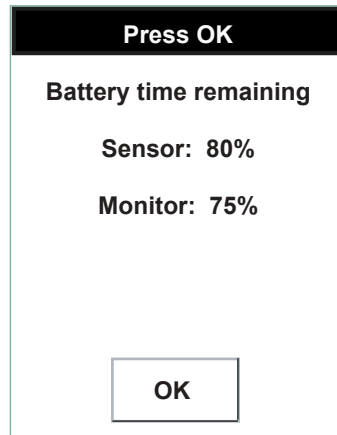 Press OK
Battery time remaining
Sensor: 80%
Monitor: 75%
OK